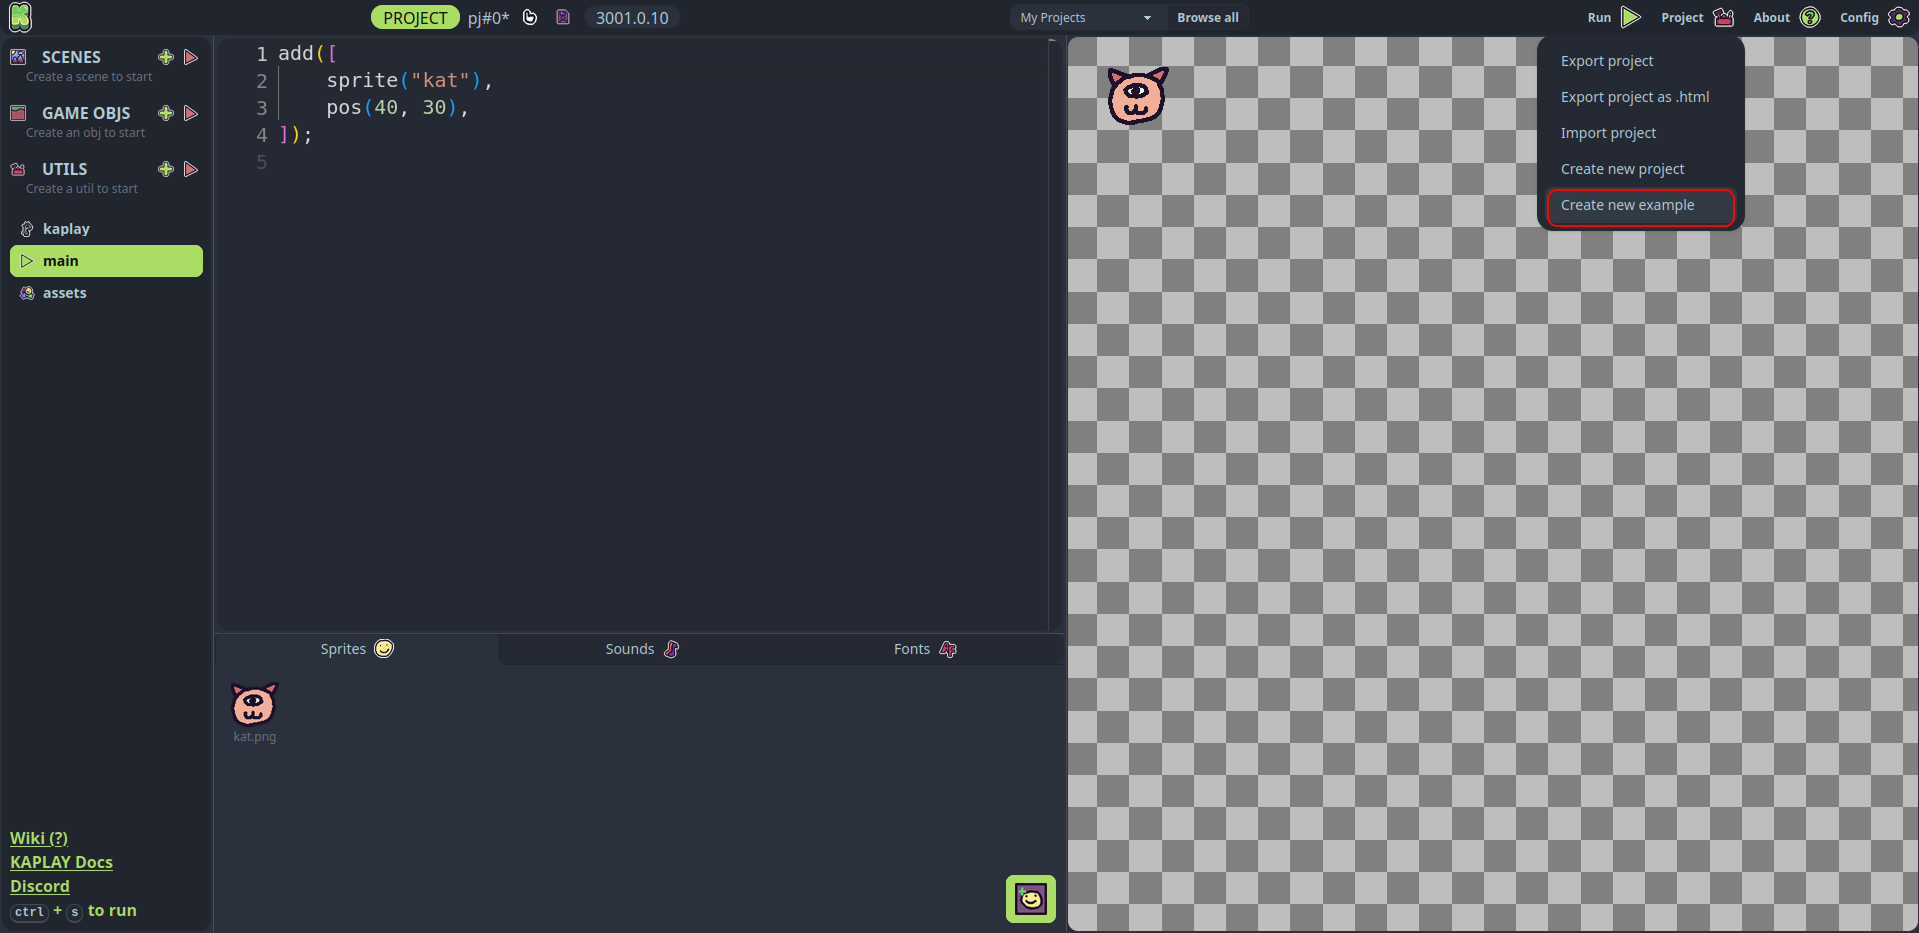 PROJECT pj#0* 3001.0.10 My Projects Browse all Run Project About Config
SCENES
Create a scene to start
GAME OBJS
Create an obj to start
UTILS
Create a util to start
kaplay
main
assets
Wiki (?)
KAPLAY Docs
Discord
ctrl + s to run
1 add([
2 sprite("kat"),
3 pos(40, 30),
4 ]);
5
Sprites Sounds Fonts
kat.png
Export project
Export project as .html
Import project
Create new project
Create new example